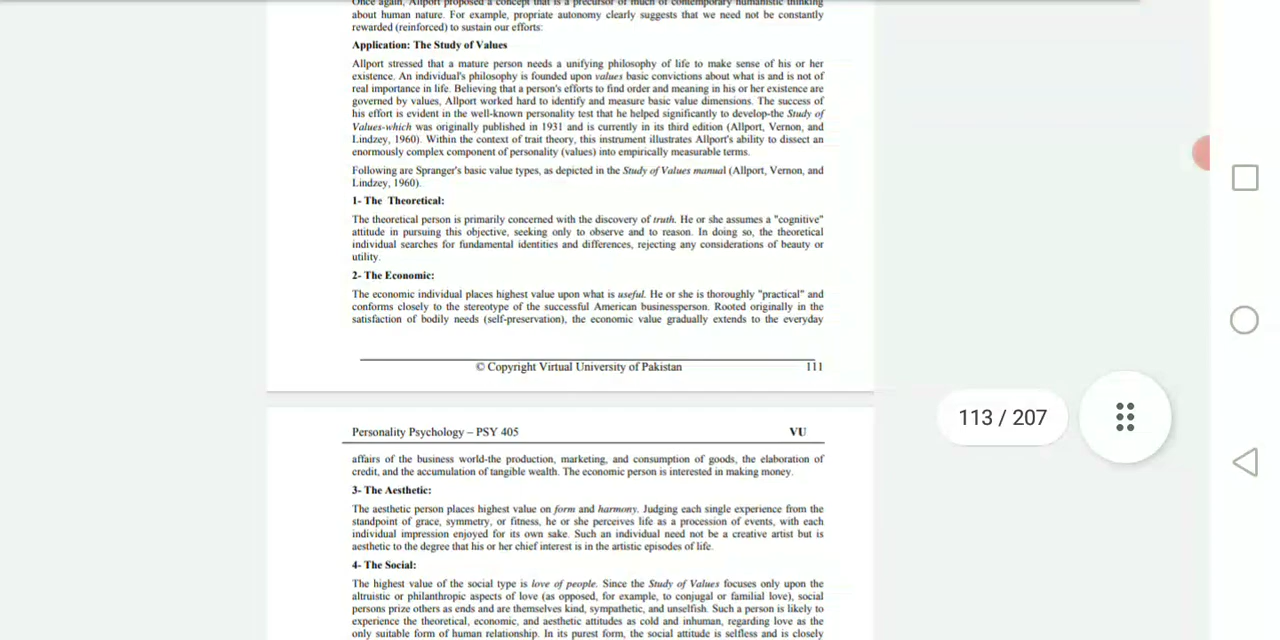 Once again, Allport proposed a concept that is a precursor of much of contemporary humanistic thinking
about human nature. For example, propriate autonomy clearly suggests that we need not be constantly
rewarded (reinforced) to sustain our efforts:
Application: The Study of Values
Allport stressed that a mature person needs a unifying philosophy of life to make sense of his or her
existence. An individual's philosophy is founded upon values basic convictions about what is and is not of
real importance in life. Believing that a person's efforts to find order and meaning in his or her existence are
governed by values, Allport worked hard to identify and measure basic value dimensions. The success of
his effort is evident in the well-known personality test that he helped significantly to develop-the Study of
Values-which was originally published in 1931 and is currently in its third edition (Allport, Vernon, and
Lindzey, 1960). Within the context of trait theory, this instrument illustrates Allport's ability to dissect an
enormously complex component of personality (values) into empirically measurable terms.
Following are Spranger's basic value types, as depicted in the Study of Values manual (Allport, Vernon, and
Lindzey, 1960).
1- The Theoretical:
The theoretical person is primarily concerned with the discovery of truth. He or she assumes a "cognitive"
attitude in pursuing this objective, seeking only to observe and to reason. In doing so, the theoretical
individual searches for fundamental identities and differences, rejecting any considerations of beauty or
utility.
2- The Economic:
The economic individual places highest value upon what is useful. He or she is thoroughly "practical" and
conforms closely to the stereotype of the successful American businessperson. Rooted originally in the
satisfaction of bodily needs (self-preservation), the economic value gradually extends to the everyday
© Copyright Virtual University of Pakistan 111
113 / 207
Personality Psychology – PSY 405 VU
affairs of the business world-the production, marketing, and consumption of goods, the elaboration of
credit, and the accumulation of tangible wealth. The economic person is interested in making money.
3- The Aesthetic:
The aesthetic person places highest value on form and harmony. Judging each single experience from the
standpoint of grace, symmetry, or fitness, he or she perceives life as a procession of events, with each
individual impression enjoyed for its own sake. Such an individual need not be a creative artist but is
aesthetic to the degree that his or her chief interest is in the artistic episodes of life.
4- The Social:
The highest value of the social type is love of people. Since the Study of Values focuses only upon the
altruistic or philanthropic aspects of love (as opposed, for example, to conjugal or familial love), social
persons prize others as ends and are themselves kind, sympathetic, and unselfish. Such a person is likely to
experience the theoretical, economic, and aesthetic attitudes as cold and inhuman, regarding love as the
only suitable form of human relationship. In its purest form, the social attitude is selfless and is closely